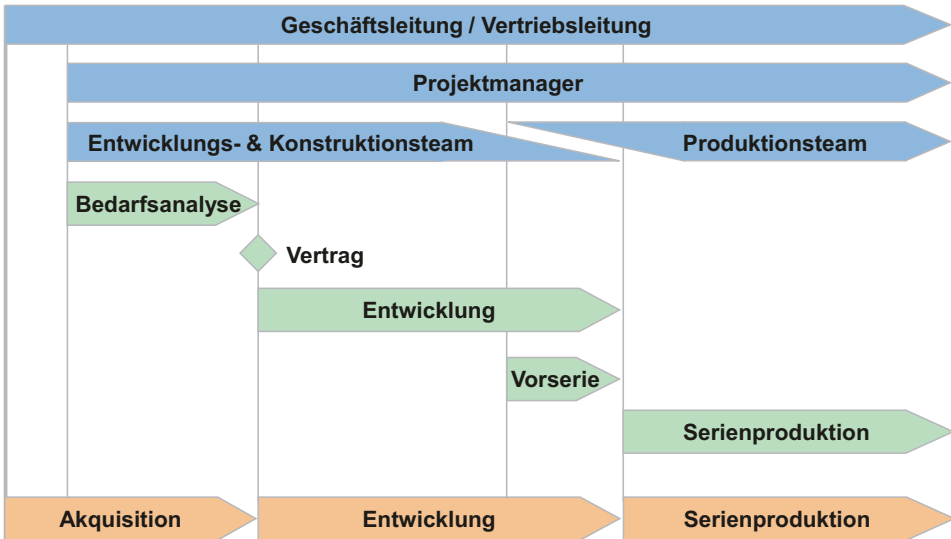 Geschäftsleitung / Vertriebsleitung
Projektmanager
Entwicklungs- & Konstruktionsteam
Produktionsteam
Bedarfsanalyse
Vertrag
Entwicklung
Vorserie
Serienproduktion
Akquisition
Entwicklung
Serienproduktion